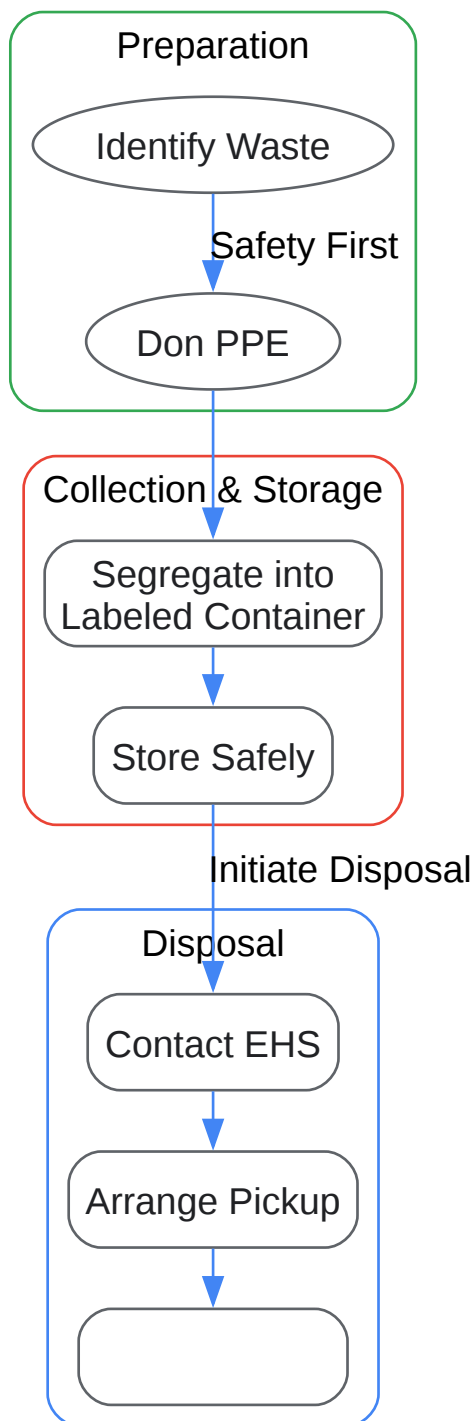 Preparation
Identify Waste
Safety First
Don PPE
Collection & Storage
Segregate into
Labeled Container
Store Safely
Initiate Disposal
Disposal
Contact EHS
Arrange Pickup